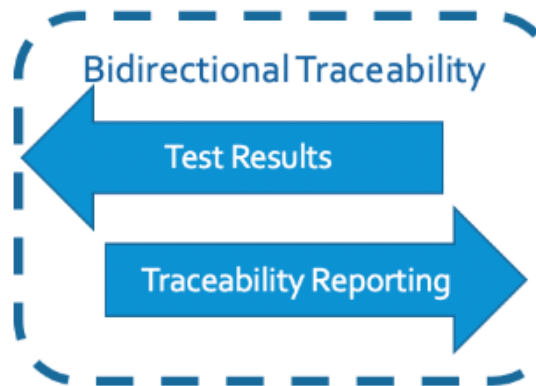 Bidirectional Traceability
Test Results
Traceability Reporting